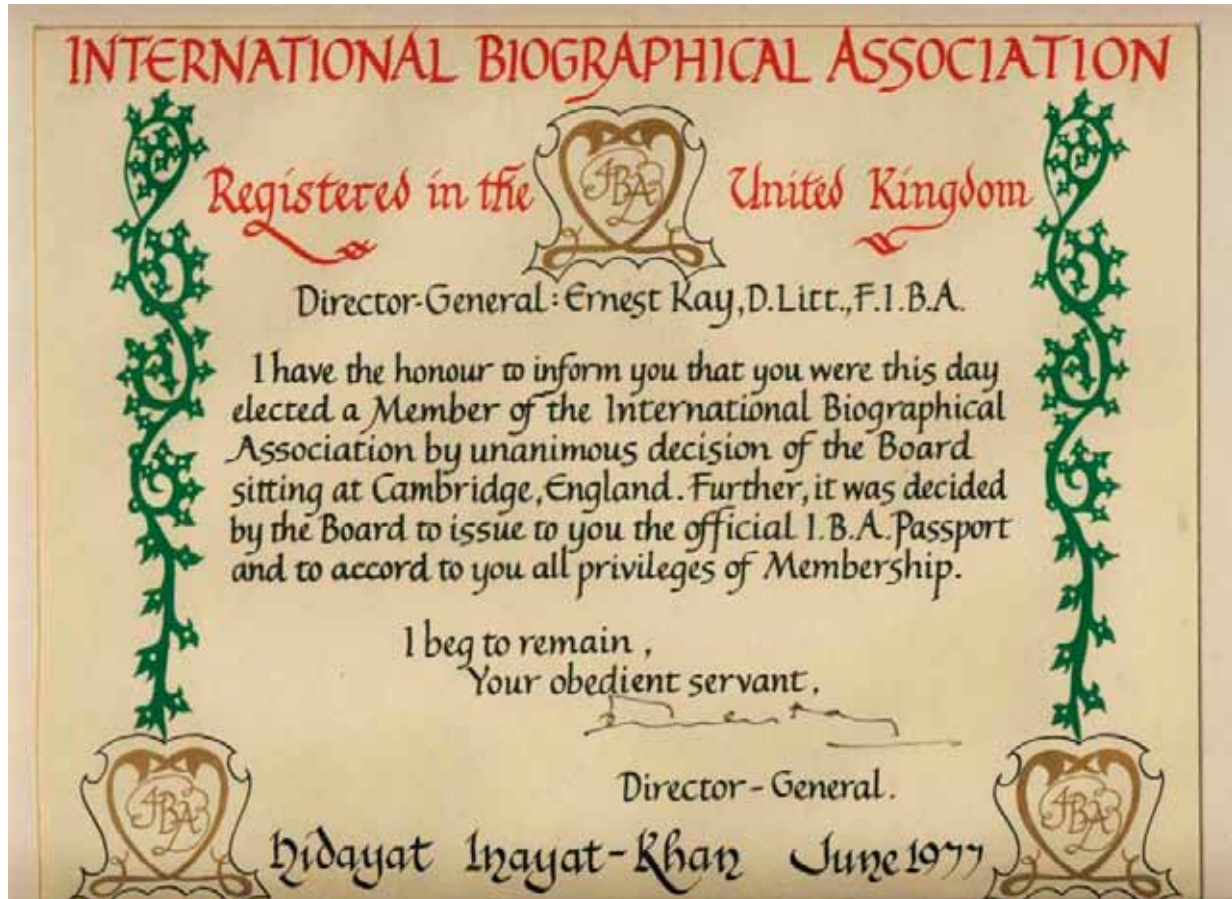 INTERNATIONAL BIOGRAPHICAL ASSOCIATION
Registered in the IBA United Kingdom
Director-General: Ernest Kay, D.Litt., F.I.B.A.
I have the honour to inform you that you were this day
elected a Member of the International Biographical
Association by unanimous decision of the Board
sitting at Cambridge, England. Further, it was decided
by the Board to issue to you the official I.B.A. Passport
and to accord to you all privileges of Membership.
I beg to remain,
Your obedient servant,
Director-General.
IBA Hidayat Inayat-Khan June 1977 IBA